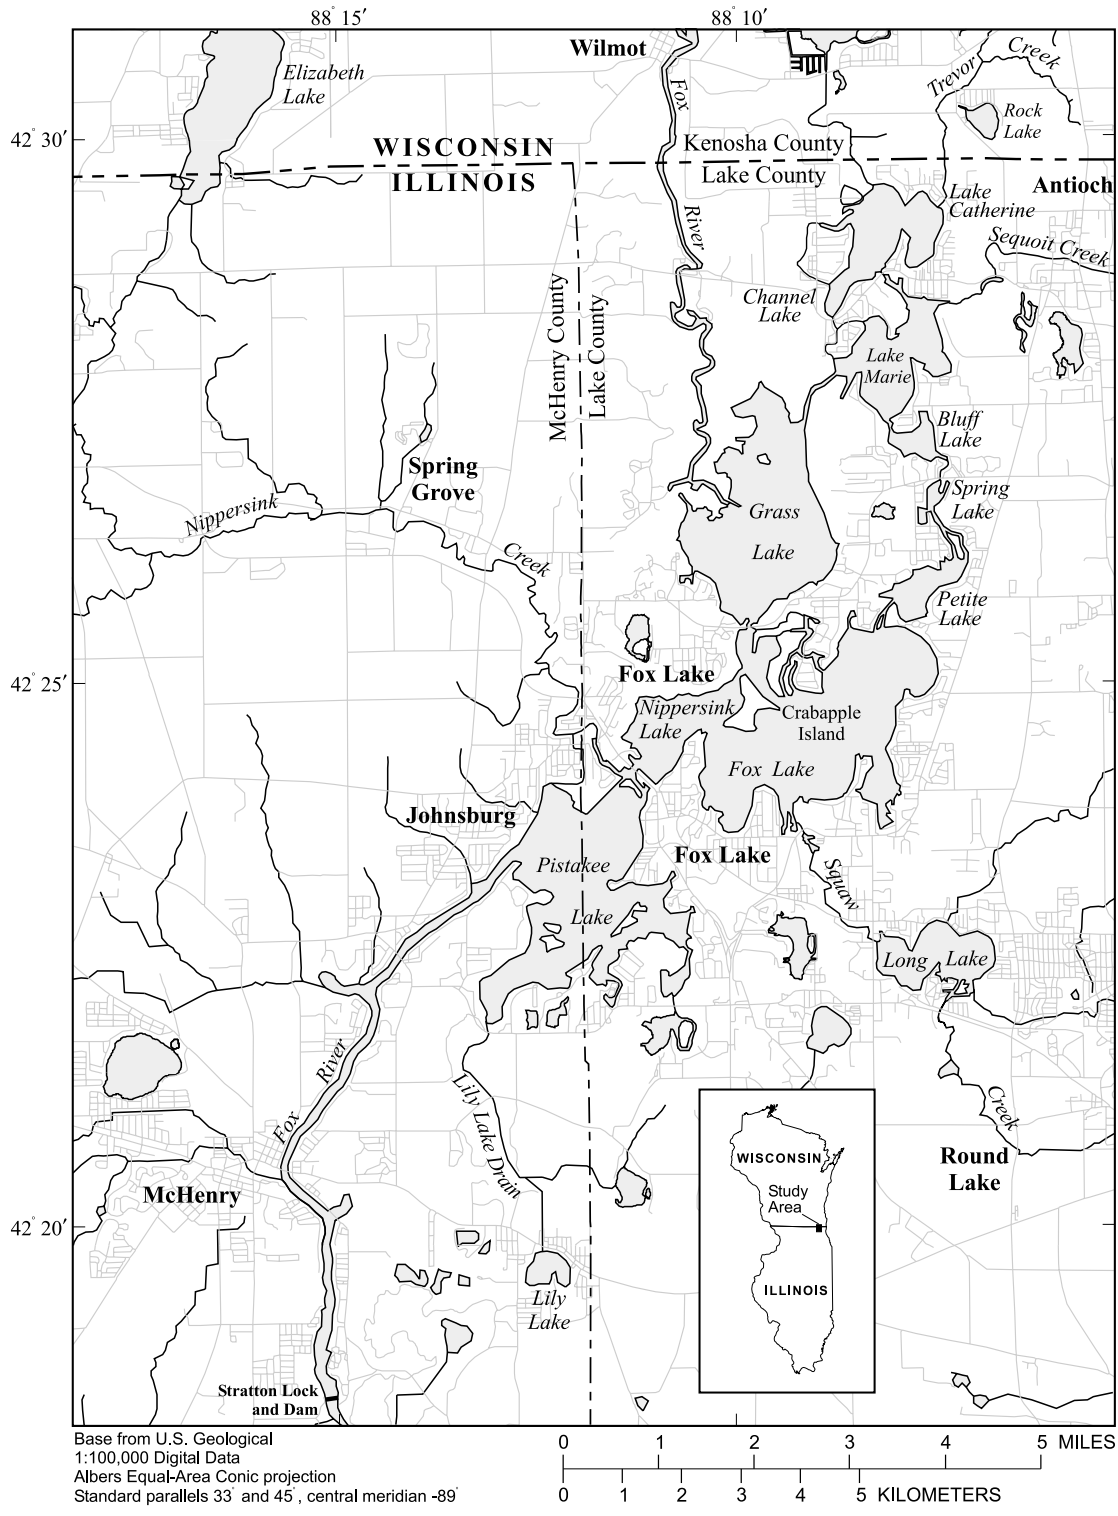 88° 15′
88° 10′
Wilmot
Elizabeth
Lake
Fox
Trevor
Creek
Rock
Lake
42° 30′
WISCONSIN
ILLINOIS
Kenosha County
Lake County
Antioch
Lake
Catherine
River
Sequoit Creek
Channel
Lake
McHenry County
Lake County
Lake
Marie
Bluff
Lake
Spring
Grove
Nippersink
Creek
Spring
Lake
Grass
Lake
Petite
Lake
42° 25′
Fox Lake
Nippersink
Lake
Crabapple
Island
Fox Lake
Johnsburg
Fox Lake
Pistakee
Lake
Squaw
Long Lake
River
Fox
Lily Lake Drain
Creek
Round
Lake
McHenry
42° 20′
WISCONSIN
Study
Area
ILLINOIS
Lily
Lake
Stratton Lock
and Dam
Base from U.S. Geological
1:100,000 Digital Data
Albers Equal-Area Conic projection
Standard parallels 33° and 45°, central meridian -89°
0 1 2 3 4 5 MILES
0 1 2 3 4 5 KILOMETERS